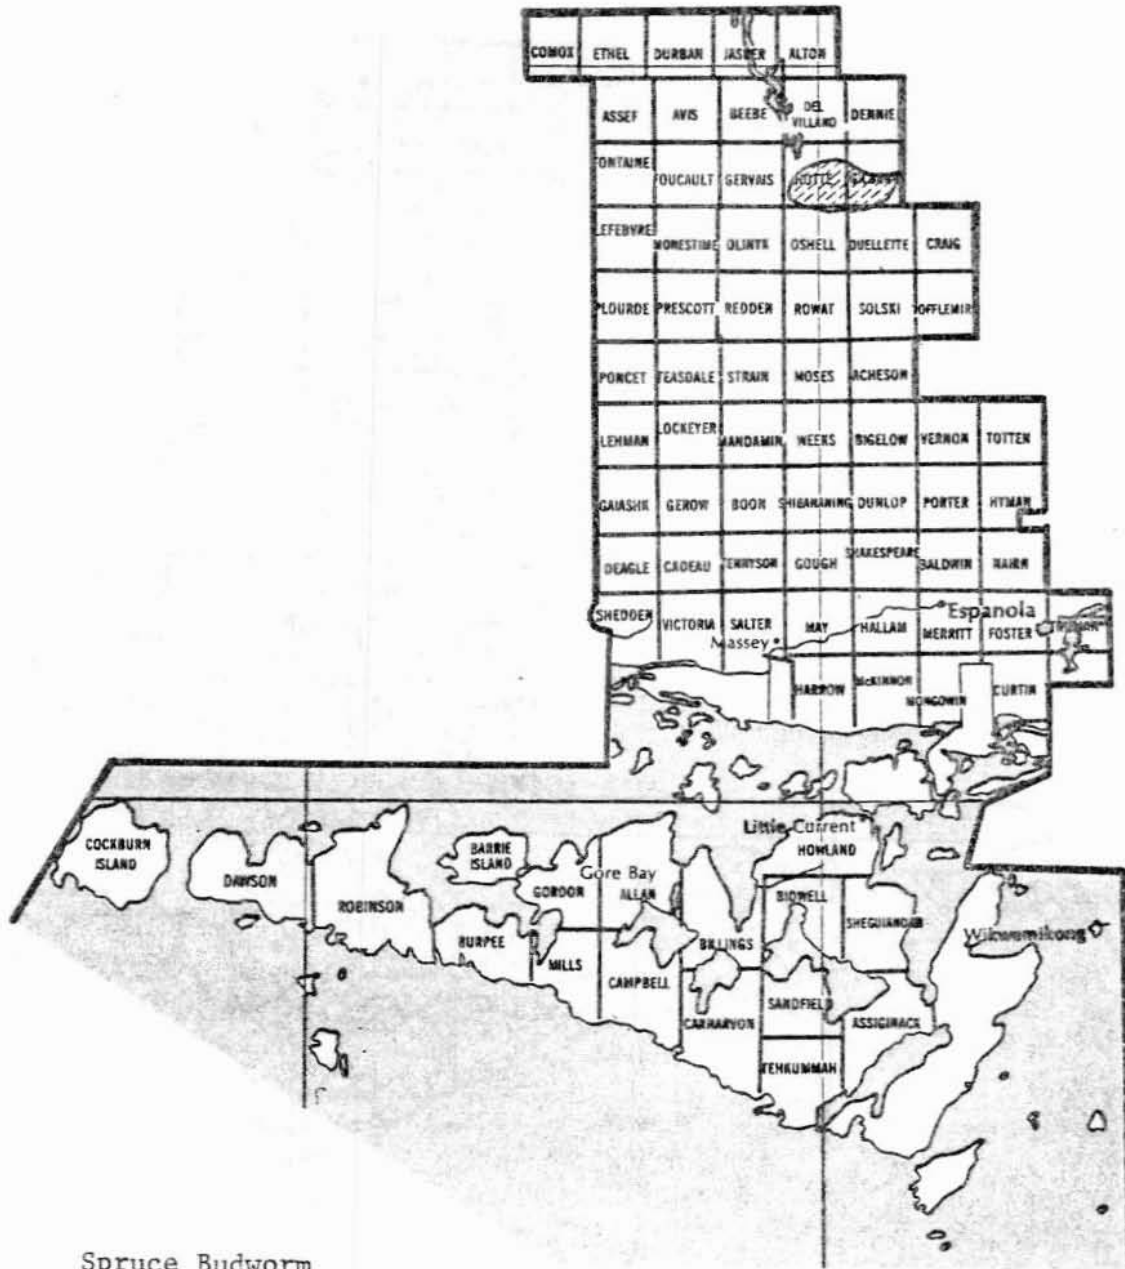 COMOX ETHEL DURBAN JASPER ALTON
ASSEF AVIS BEEBE DEL VILLANO DENNIE
FONTAINE
FOUCAULT GERVAIS
LEFEBVRE
MONESTIME OLINYK OSHELL OUELLETTE CRAIG
PLOURDE PRESCOTT REDDEN ROWAT SOLSKI TOFFLEMIRE
PONCET TEASDALE STRAIN MOSES ACHESON
LOCKEYER
LEHMAN MANDAMIN WEEKS BIGELOW VERNON TOTTEN
GAIASHK GEROW BOON SHIBANANING DUNLOP PORTER HYMAN
SHAKESPEARE
DEAGLE CADEAU TENNYSON GOUGH BALDWIN NAIRN
Espanola
SHEDDEN VICTORIA SALTER MAY HALLAM MERRITT FOSTER
Massey
HARROW McKINNON MONGOWIN CURTIN
Little Current
COCKBURN ISLAND
BARRIE ISLAND
HOWLAND
DAWSON
Gore Bay
ROBINSON GORDON ALLAN BIDWELL
SHEGUIANDAH
BURPEE
BILLINGS
Wikwemikong
MILLS
CAMPBELL
SANDFIELD
CARNARVON ASSIGINACK
TEHKUMMAH
Spruce Budworm